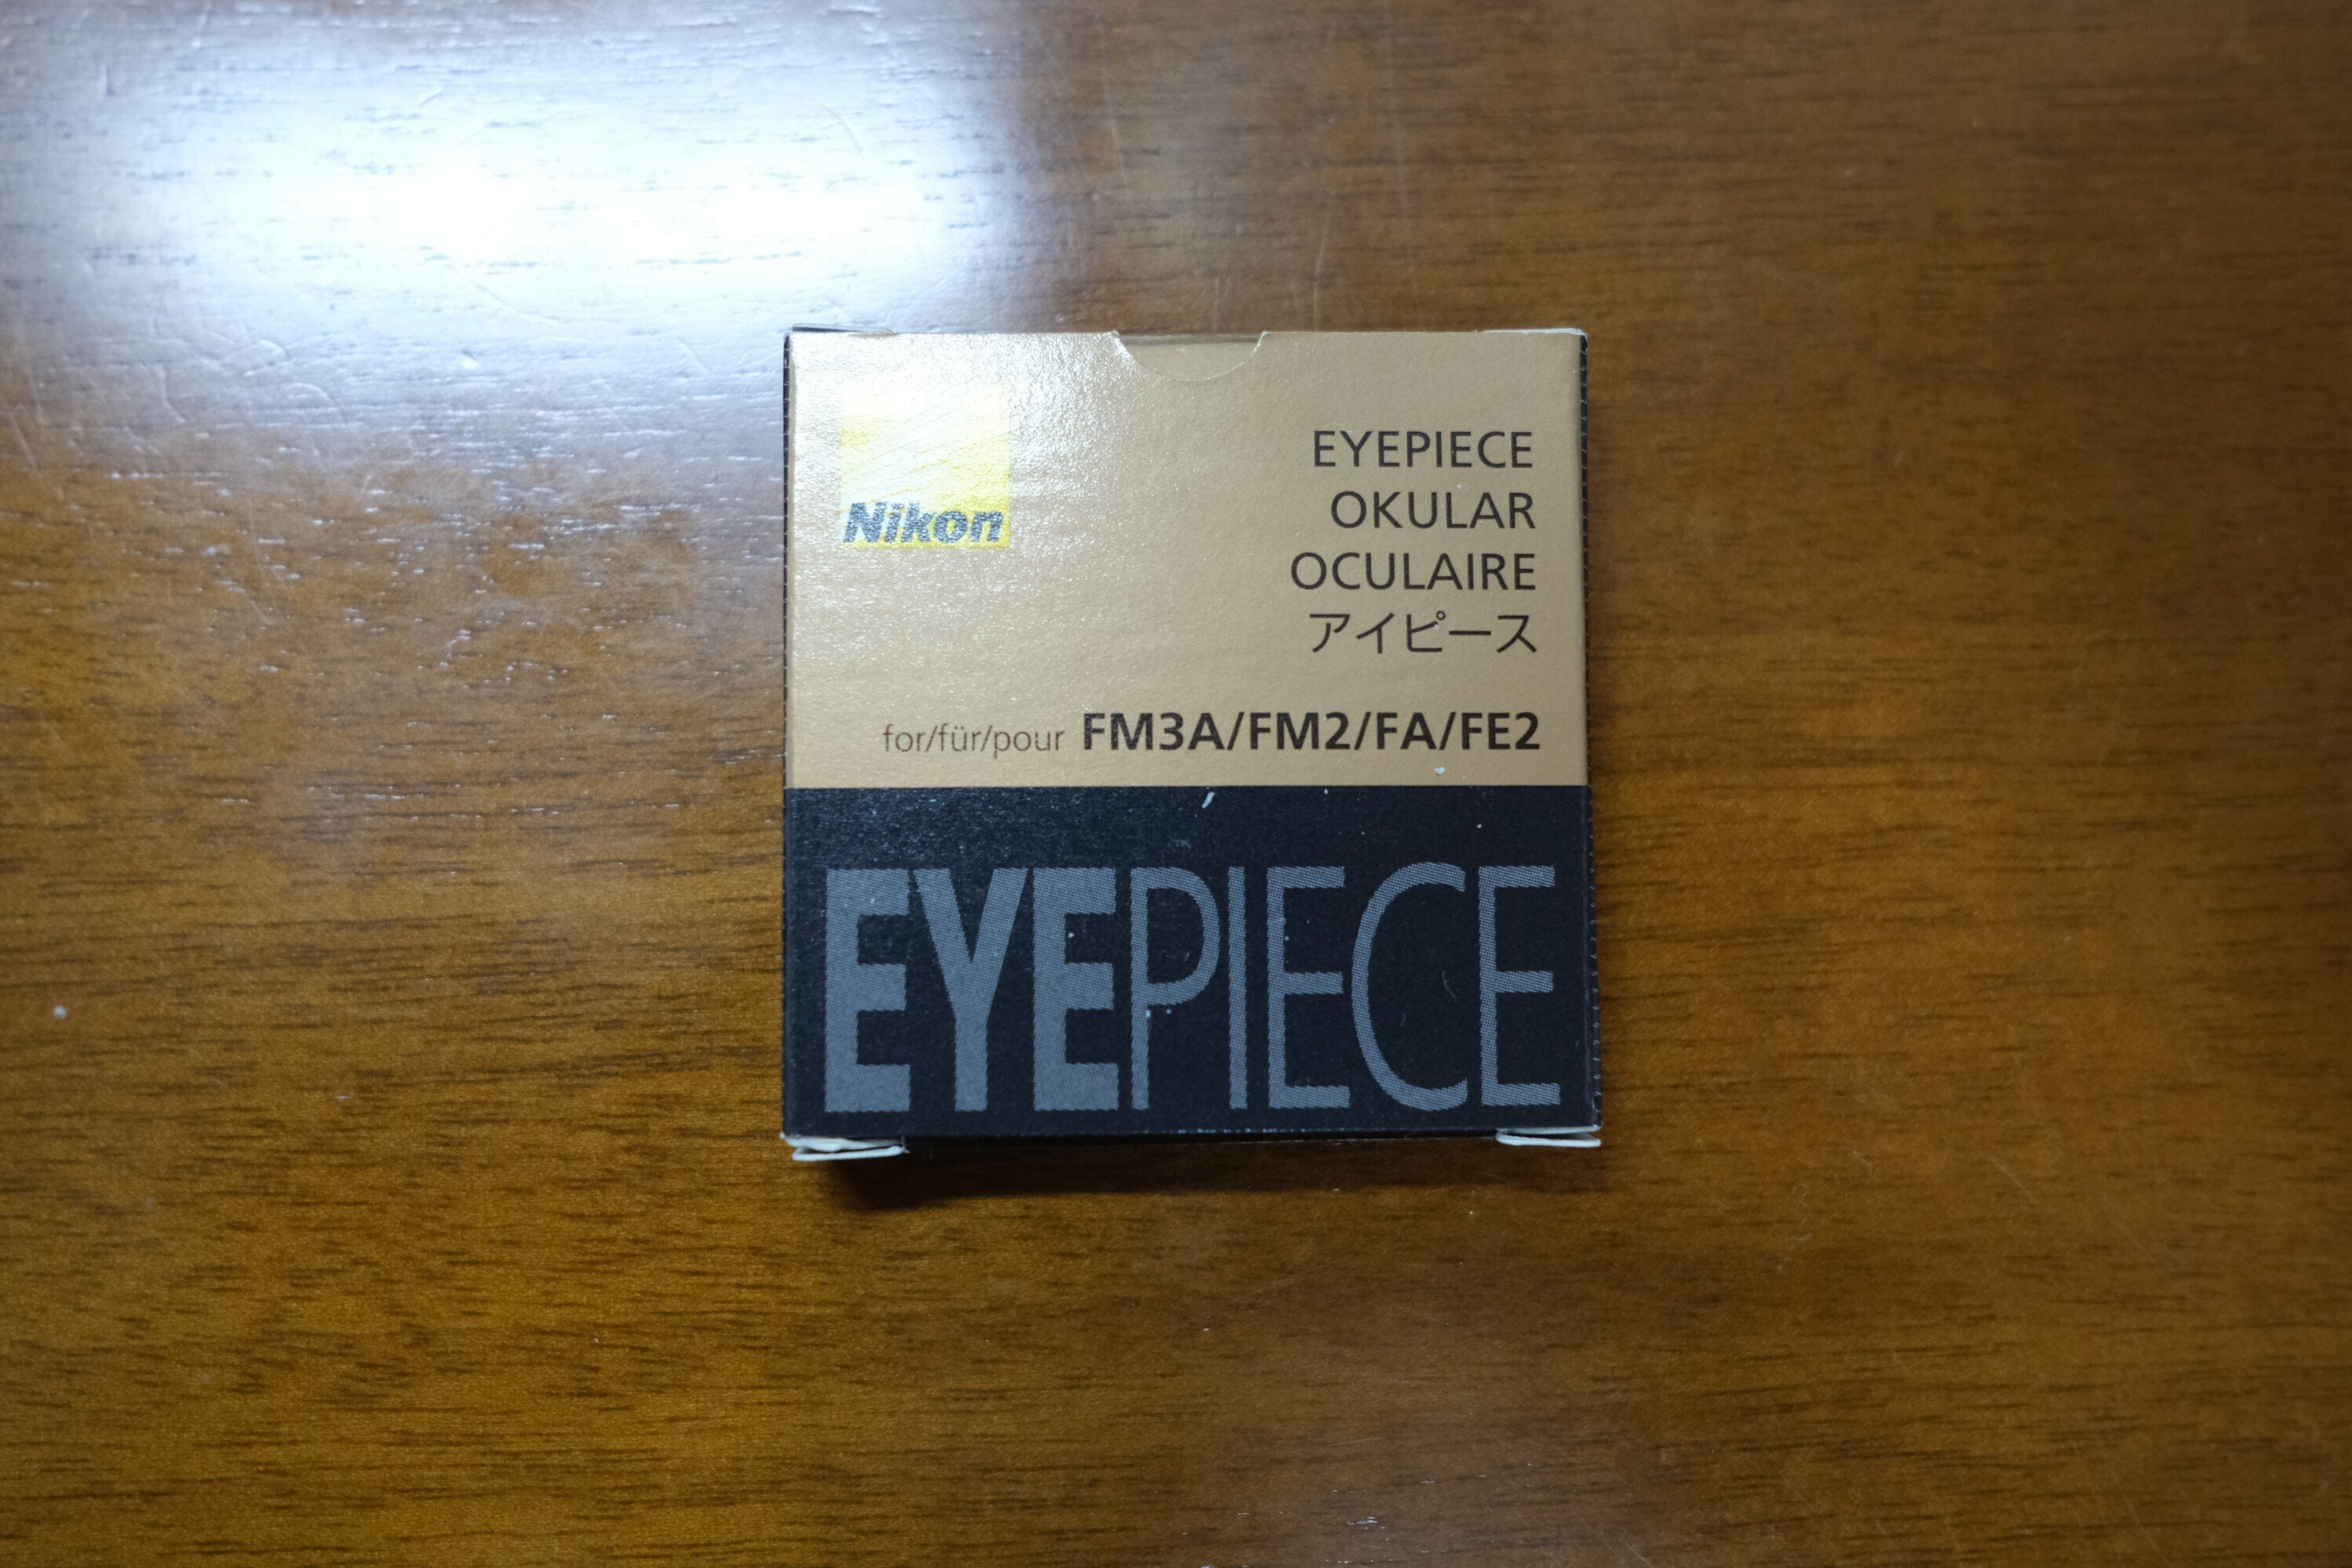 Nikon
EYEPIECE
OKULAR
OCULAIRE
アイピース
for/für/pour FM3A/FM2/FA/FE2
EYEPIECE